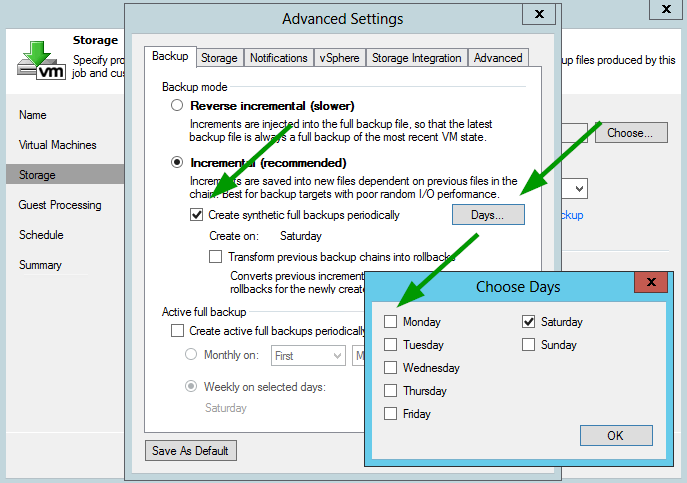 Advanced Settings
x
x
Storage
Specify pro
job and cus
up files produced by this
vm
Name
Virtual Machines
Storage
Guest Processing
Schedule
Summary
Choose...
ckup
Backup
Storage
Notifications
vSphere
Storage Integration
Advanced
Backup mode
Reverse incremental (slower)
Increments are injected into the full backup file, so that the latest
backup file is always a full backup of the most recent VM state.
Incremental (recommended)
Increments are saved into new files dependent on previous files in the
chain. Best for backup targets with poor random I/O performance.
Create synthetic full backups periodically
Days...
Create on: Saturday
Transform previous backup chains into rollbacks
Converts previous increment
rollbacks for the newly create
Active full backup
Create active full backups periodically
Monthly on:
First
M
Weekly on selected days:
Saturday
Save As Default
Choose Days
x
Monday
Saturday
Tuesday
Sunday
Wednesday
Thursday
Friday
OK